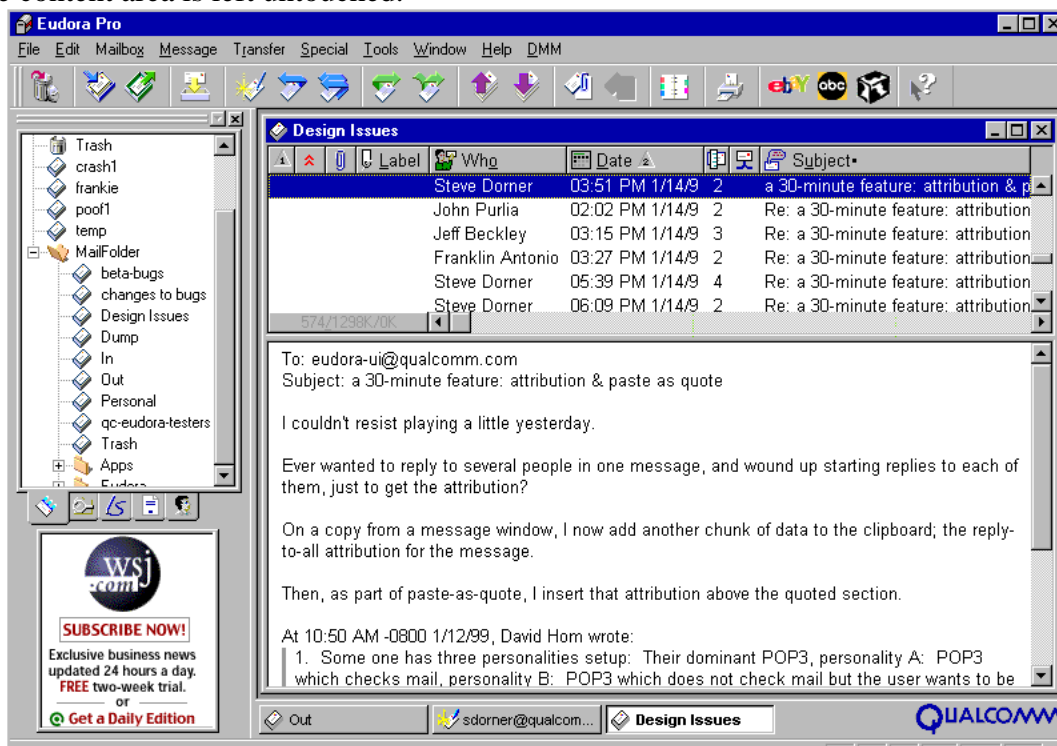 content area is left untouched.
Eudora Pro
File Edit Mailbox Message Transfer Special Tools Window Help DMM
ebY abc
Design Issues
Label Who Date Subject
Steve Dorner 03:51 PM 1/14/9 2 a 30-minute feature: attribution & p
John Purlia 02:02 PM 1/14/9 2 Re: a 30-minute feature: attribution
Jeff Beckley 03:15 PM 1/14/9 3 Re: a 30-minute feature: attribution
Franklin Antonio 03:27 PM 1/14/9 2 Re: a 30-minute feature: attribution
Steve Dorner 05:39 PM 1/14/9 4 Re: a 30-minute feature: attribution
Steve Dorner 06:09 PM 1/14/9 2 Re: a 30-minute feature: attribution
574/1298K/0K
Trash
crash1
frankie
poof1
temp
MailFolder
beta-bugs
changes to bugs
Design Issues
Dump
In
Out
Personal
qc-eudora-testers
Trash
Apps
Eudora
To: eudora-ui@qualcomm.com
Subject: a 30-minute feature: attribution & paste as quote
I couldn't resist playing a little yesterday.
Ever wanted to reply to several people in one message, and wound up starting replies to each of
them, just to get the attribution?
On a copy from a message window, I now add another chunk of data to the clipboard; the reply-
to-all attribution for the message.
Then, as part of paste-as-quote, I insert that attribution above the quoted section.
At 10:50 AM -0800 1/12/99, David Hom wrote:
1. Some one has three personalities setup: Their dominant POP3, personality A: POP3
which checks mail, personality B: POP3 which does not check mail but the user wants to be
wsj
.com
SUBSCRIBE NOW!
Exclusive business news
updated 24 hours a day.
FREE two-week trial.
or
Get a Daily Edition
Out sdorner@qualcom... Design Issues
QUALCOMM